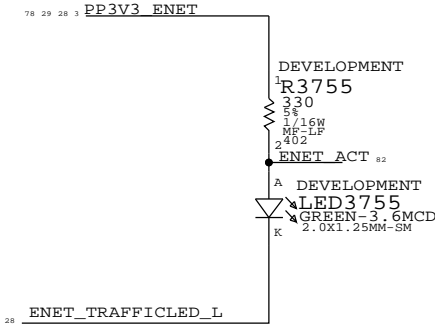 78 29 28 3 PP3V3_ENET
DEVELOPMENT
1
R3755
330
5%
1/16W
MF-LF
402
2
ENET_ACT 82
A
DEVELOPMENT
LED3755
GREEN-3.6MCD
2.0X1.25MM-SM
K
28 ENET_TRAFFICLED_L